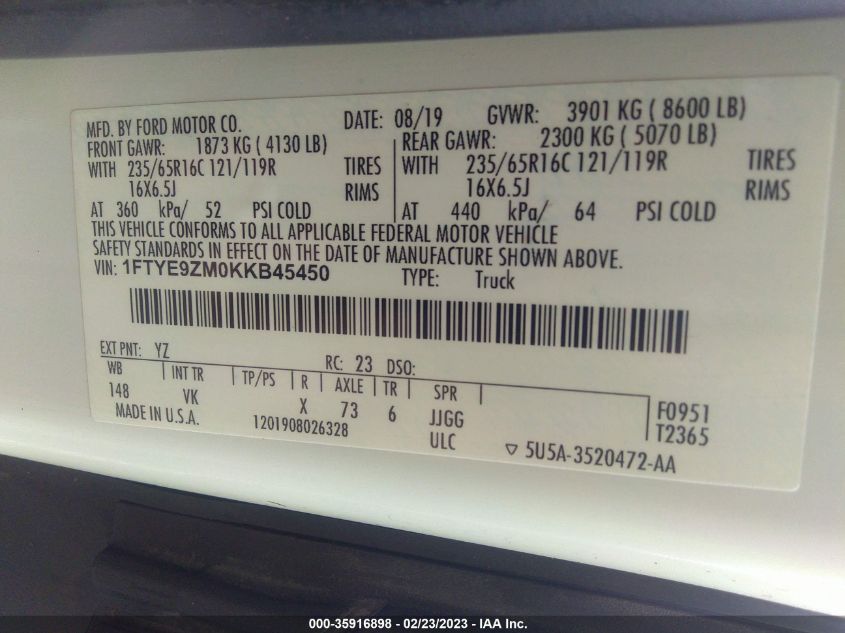 MFD. BY FORD MOTOR CO. DATE: 08/19 GVWR: 3901 KG ( 8600 LB)
FRONT GAWR: 1873 KG ( 4130 LB) REAR GAWR: 2300 KG ( 5070 LB)
WITH 235/65R16C 121/119R TIRES WITH 235/65R16C 121/119R TIRES
16X6.5J RIMS 16X6.5J RIMS
AT 360 kPa/ 52 PSI COLD AT 440 kPa/ 64 PSI COLD
THIS VEHICLE CONFORMS TO ALL APPLICABLE FEDERAL MOTOR VEHICLE
SAFETY STANDARDS IN EFFECT ON THE DATE OF MANUFACTURE SHOWN ABOVE.
VIN: 1FTYE9ZM0KKB45450 TYPE: Truck
EXT PNT: YZ RC: 23 DSO:
WB INT TR TP/PS R AXLE TR SPR
148 VK X 73 6 JJGG F0951
MADE IN U.S.A. 1201908026328 ULC T2365
5U5A-3520472-AA
000-35916898 - 02/23/2023 - IAA Inc.